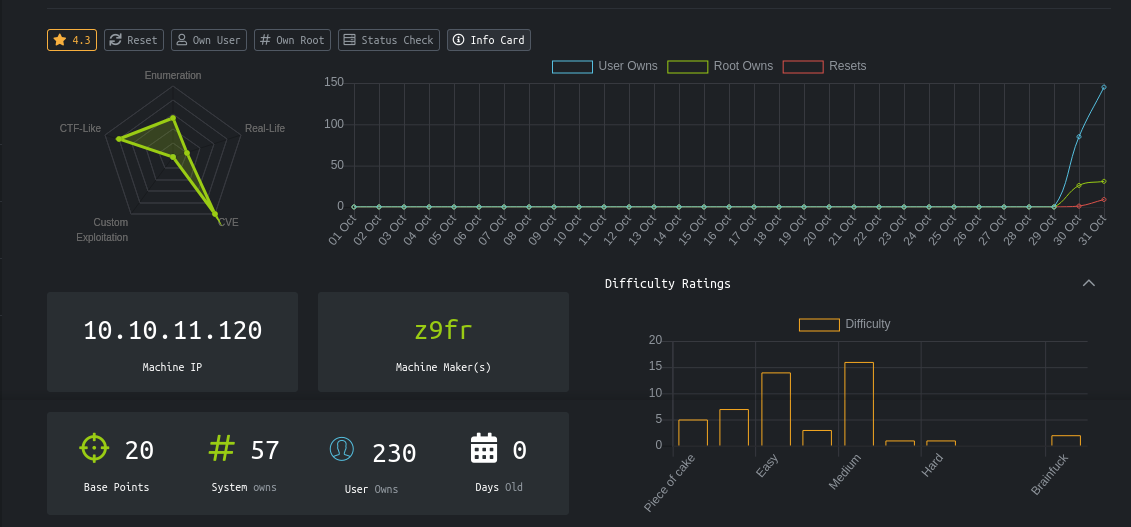 4.3 Reset Own User Own Root Status Check Info Card
Enumeration
CTF-Like
Real-Life
Custom
Exploitation
CVE
User Owns Root Owns Resets
150
100
50
0
01 Oct 02 Oct 03 Oct 04 Oct 05 Oct 06 Oct 07 Oct 08 Oct 09 Oct 10 Oct 11 Oct 12 Oct 13 Oct 14 Oct 15 Oct 16 Oct 17 Oct 18 Oct 19 Oct 20 Oct 21 Oct 22 Oct 23 Oct 24 Oct 25 Oct 26 Oct 27 Oct 28 Oct 29 Oct 30 Oct 31 Oct
10.10.11.120
Machine IP
z9fr
Machine Maker(s)
20
Base Points
57
System owns
230
User Owns
0
Days Old
Difficulty Ratings
Difficulty
20
15
10
5
0
Piece of cake Easy Medium Hard Brainfuck